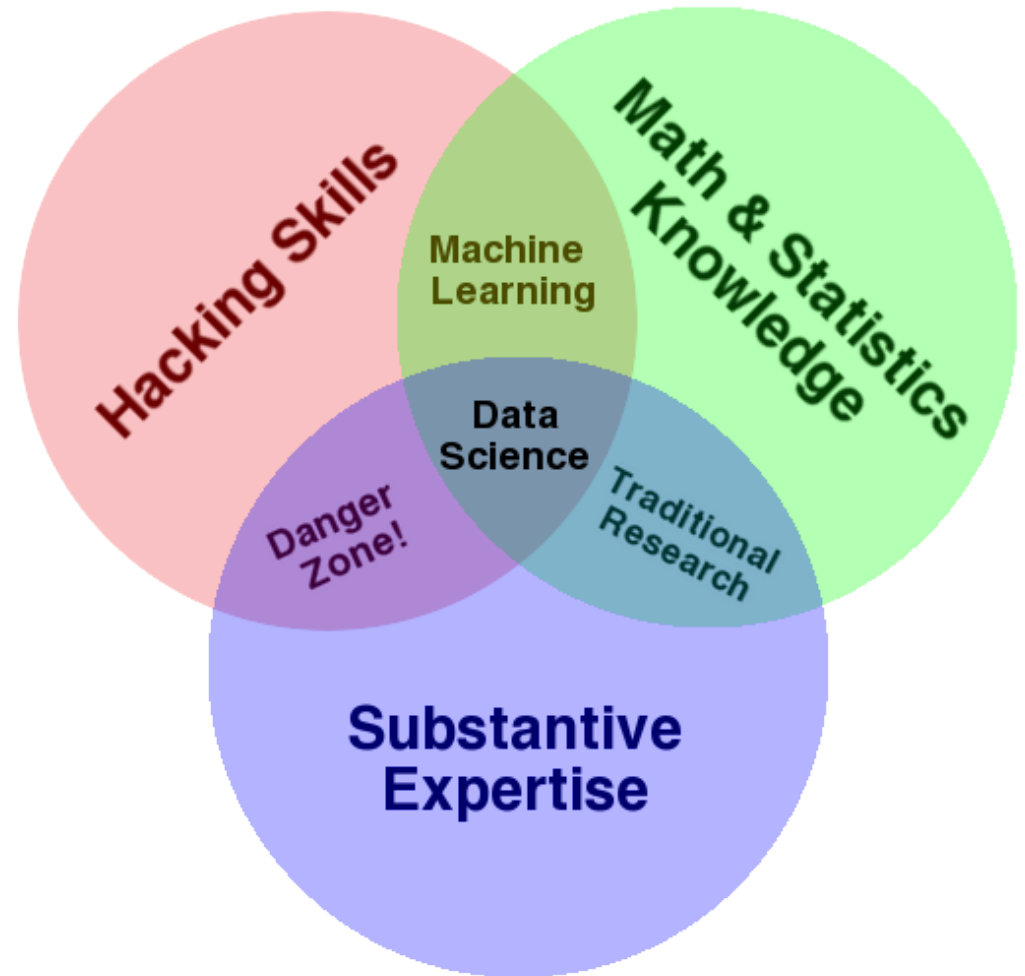 Hacking Skills
Math & Statistics
Knowledge
Machine
Learning
Data
Science
Danger
Zone!
Traditional
Research
Substantive
Expertise